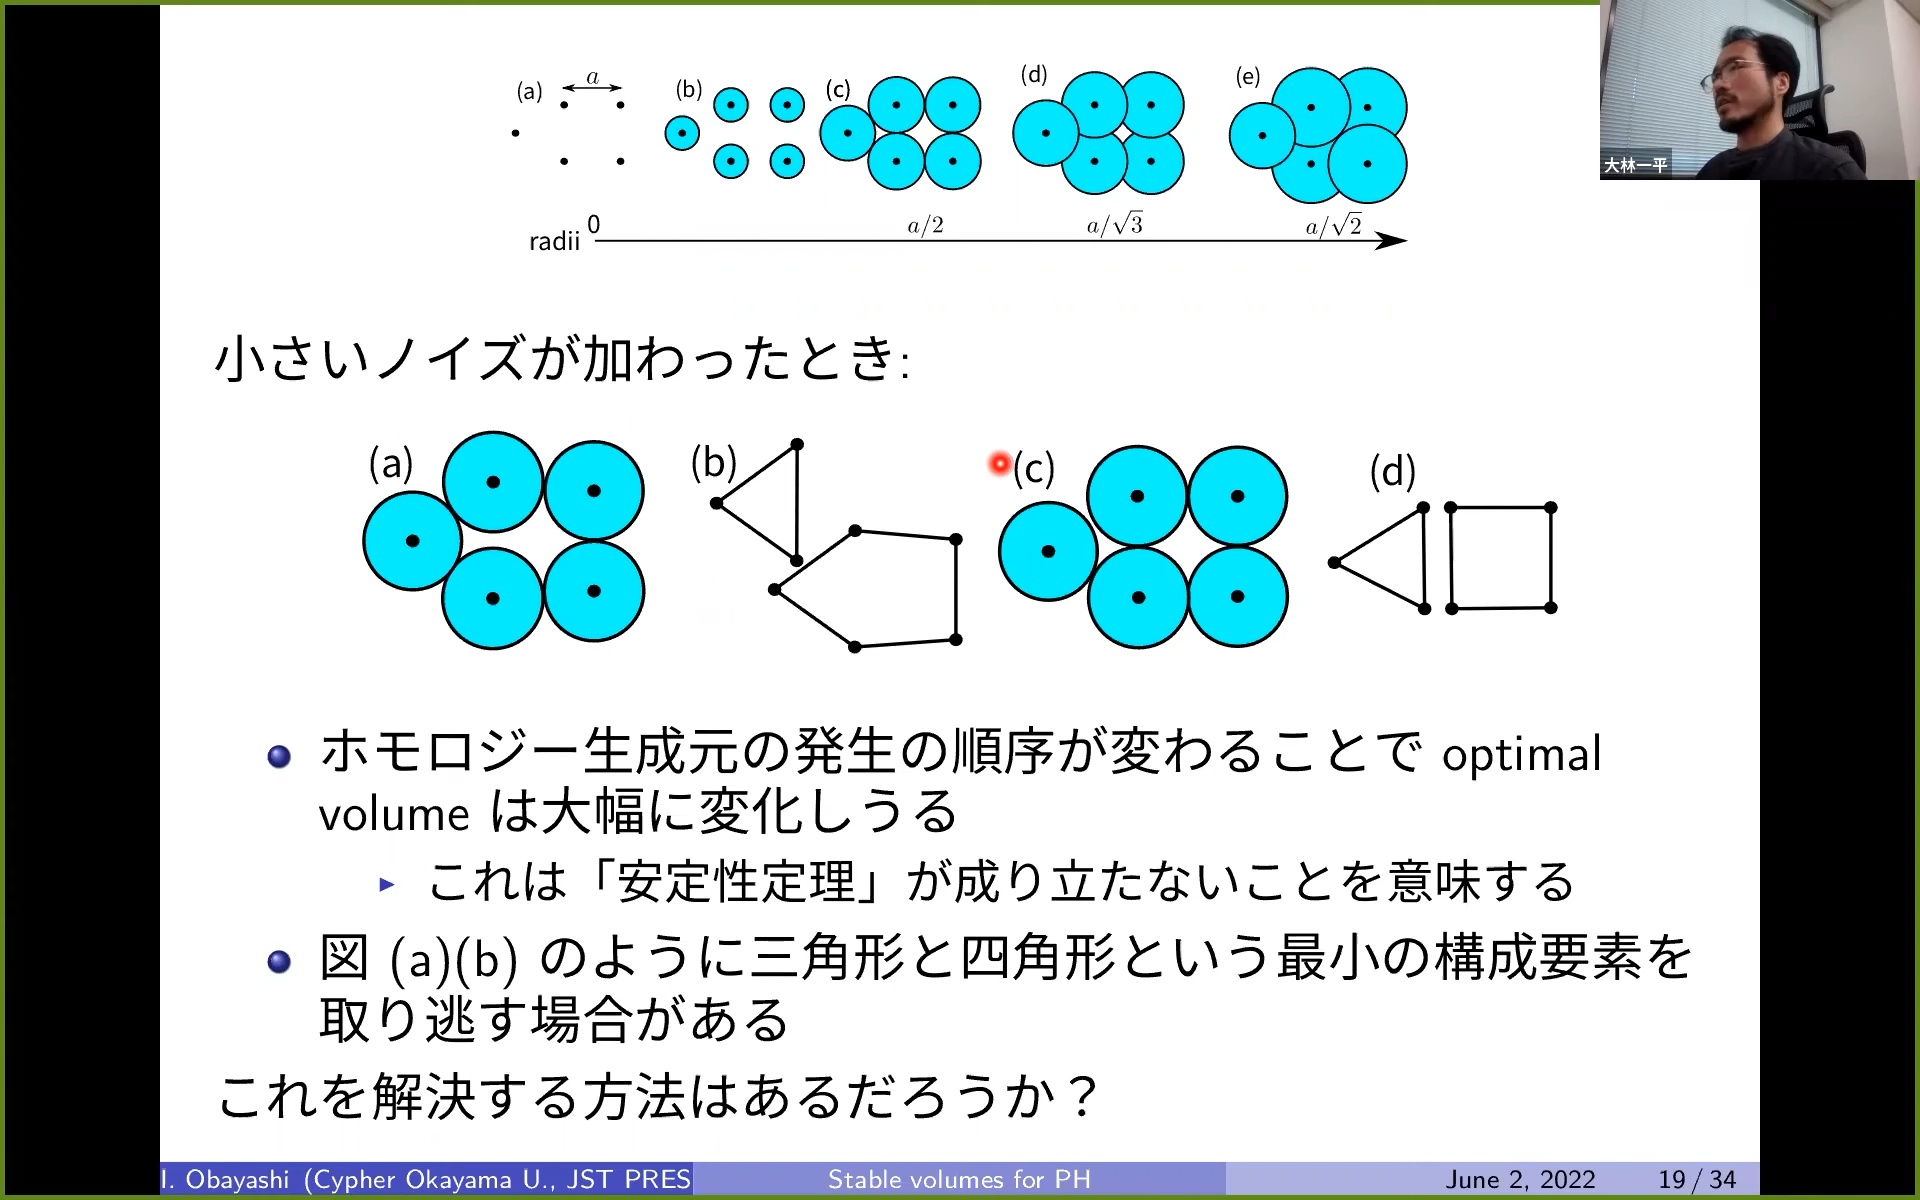 (a) a (b) (c) (d) (e)
radii 0 a/2 a/√3 a/√2
大林一平
小さいノイズが加わったとき:
(a) (b) (c) (d)
ホモロジー生成元の発生の順序が変わることで optimal
volume は大幅に変化しうる
これは「安定性定理」が成り立たないことを意味する
図 (a)(b) のように三角形と四角形という最小の構成要素を
取り逃す場合がある
これを解決する方法はあるだろうか？
I. Obayashi (Cypher Okayama U., JST PRES Stable volumes for PH June 2, 2022 19 / 34